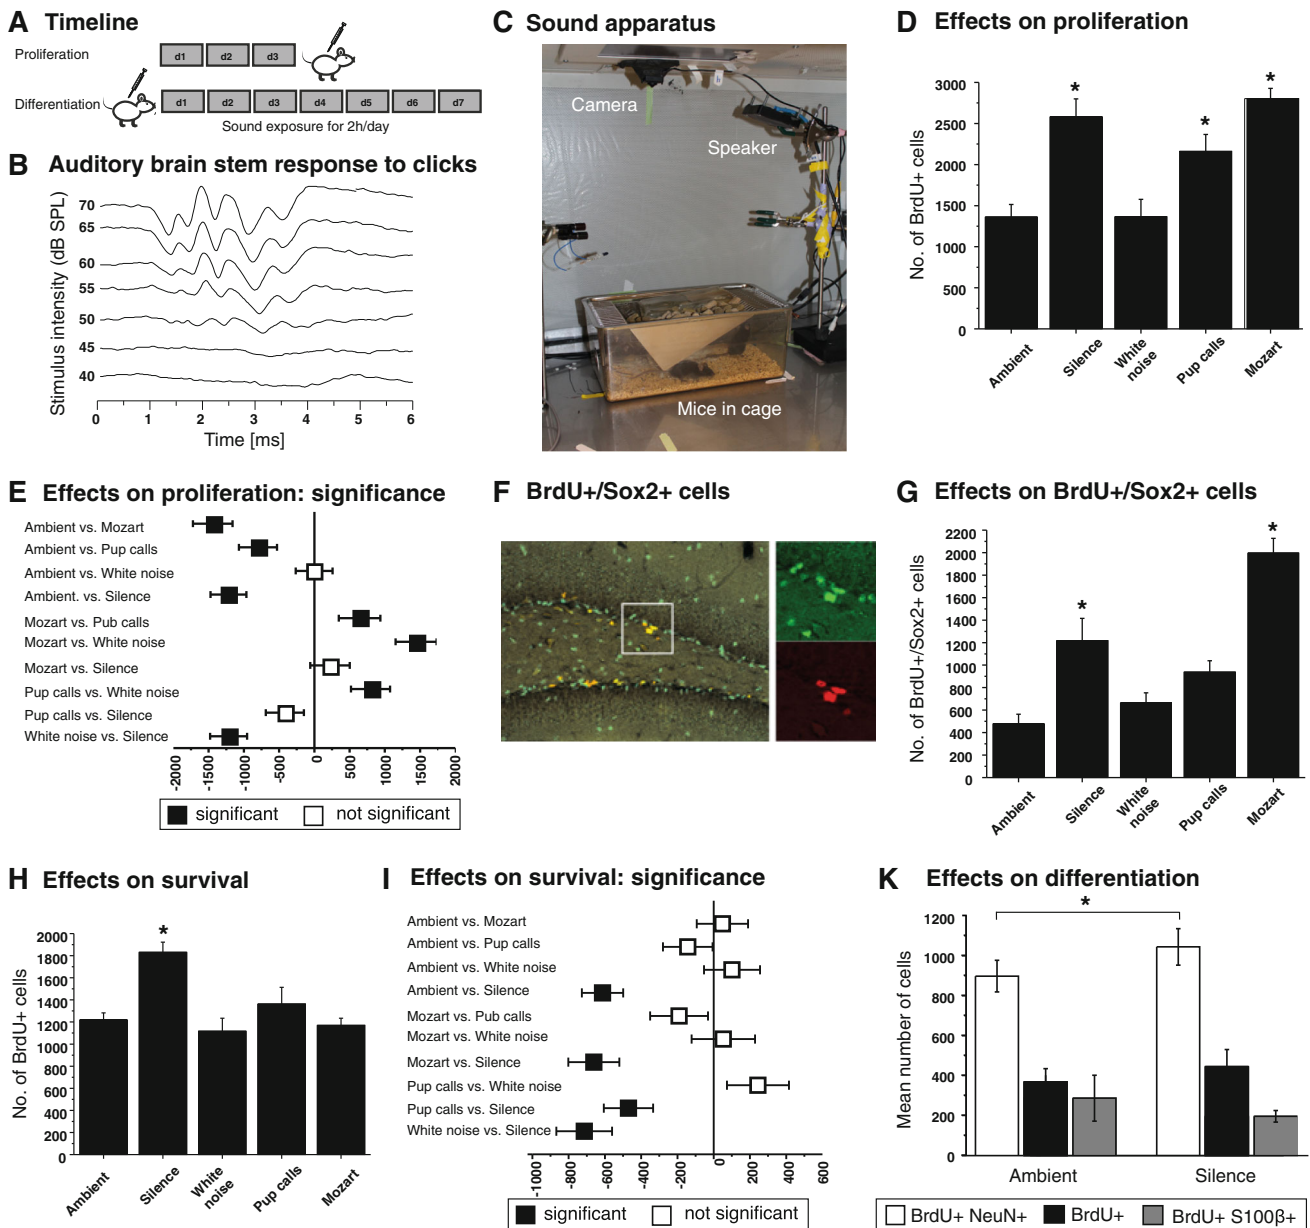 A Timeline
Proliferation
d1 d2 d3
Differentiation
d1 d2 d3 d4 d5 d6 d7
Sound exposure for 2h/day
B Auditory brain stem response to clicks
Stimulus intensity (dB SPL)
70
65
60
55
50
45
40
0 1 2 3 4 5 6
Time [ms]
C Sound apparatus
Camera
Speaker
Mice in cage
D Effects on proliferation
No. of BrdU+ cells
3000
2500
2000
1500
1000
500
0
* * *
Ambient
Silence
White
noise
Pup calls
Mozart
E Effects on proliferation: significance
Ambient vs. Mozart
Ambient vs. Pup calls
Ambient vs. White noise
Ambient. vs. Silence
Mozart vs. Pub calls
Mozart vs. White noise
Mozart vs. Silence
Pup calls vs. White noise
Pup calls vs. Silence
White noise vs. Silence
-2000 -1500 -1000 -500 0 500 1000 1500 2000
significant not significant
F BrdU+/Sox2+ cells
G Effects on BrdU+/Sox2+ cells
No. of BrdU+/Sox2+ cells
2200
2000
1800
1600
1400
1200
1000
800
600
400
200
0
* *
Ambient
Silence
White
noise
Pup calls
Mozart
H Effects on survival
No. of BrdU+ cells
2000
1800
1600
1400
1200
1000
800
600
400
200
0
*
Ambient
Silence
White
noise
Pup calls
Mozart
I Effects on survival: significance
Ambient vs. Mozart
Ambient vs. Pup calls
Ambient vs. White noise
Ambient vs. Silence
Mozart vs. Pub calls
Mozart vs. White noise
Mozart vs. Silence
Pup calls vs. White noise
Pup calls vs. Silence
White noise vs. Silence
-1000 -800 -600 -400 -200 0 200 400 600
significant not significant
K Effects on differentiation
Mean number of cells
1200
1000
800
600
400
200
0
*
Ambient Silence
BrdU+ NeuN+ BrdU+ BrdU+ S100β+